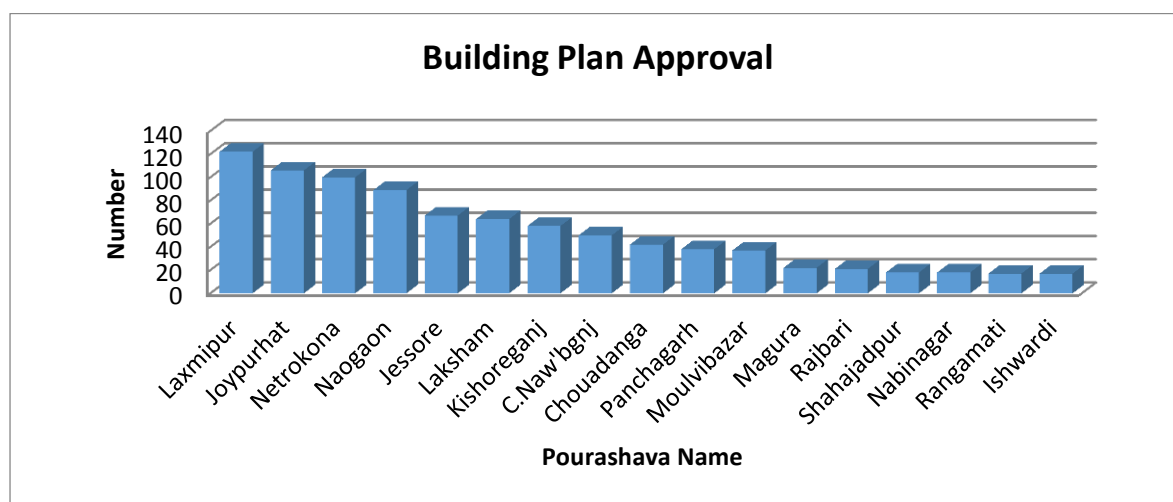 Building Plan Approval
140
120
100
80
60
40
20
0
Number
Laxmipur
Joypurhat
Netrokona
Naogaon
Jessore
Laksham
Kishoreganj
C.Naw'bgnj
Chouadanga
Panchagarh
Moulvibazar
Magura
Rajbari
Shahajadpur
Nabinagar
Rangamati
Ishwardi
Pourashava Name